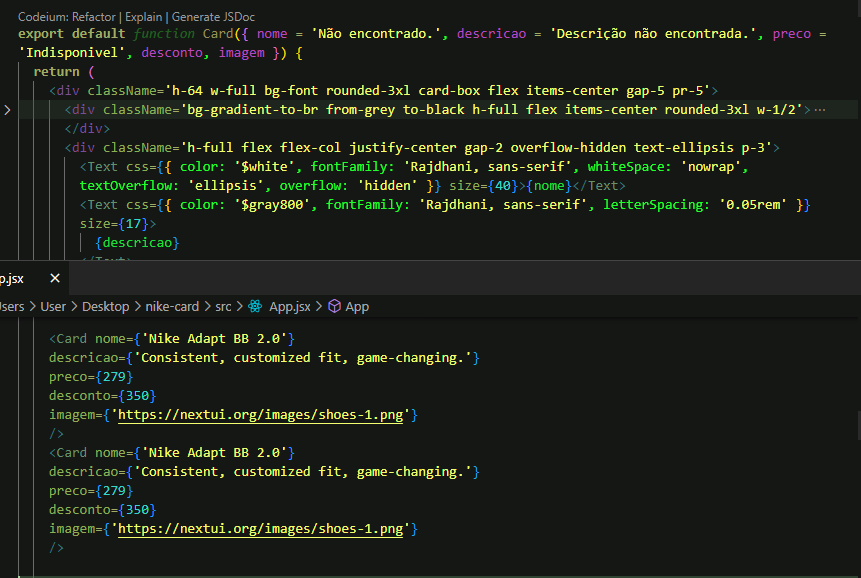 Codeium: Refactor | Explain | Generate JSDoc
export default function Card({ nome = 'Não encontrado.', descricao = 'Descrição não encontrada.', preco =
'Indisponivel', desconto, imagem }) {
return (
<div className='h-64 w-full bg-font rounded-3xl card-box flex items-center gap-5 pr-5'>
<div className='bg-gradient-to-br from-grey to-black h-full flex items-center rounded-3xl w-1/2'>···
</div>
<div className='h-full flex flex-col justify-center gap-2 overflow-hidden text-ellipsis p-3'>
<Text css={{ color: '$white', fontFamily: 'Rajdhani, sans-serif', whiteSpace: 'nowrap',
textOverflow: 'ellipsis', overflow: 'hidden' }} size={40}>{nome}</Text>
<Text css={{ color: '$gray800', fontFamily: 'Rajdhani, sans-serif', letterSpacing: '0.05rem' }}
size={17}>
{descricao}
</Text>
p.jsx
sers > User > Desktop > nike-card > src > App.jsx > App
<Card nome={'Nike Adapt BB 2.0'}
descricao={'Consistent, customized fit, game-changing.'}
preco={279}
desconto={350}
imagem={'https://nextui.org/images/shoes-1.png'}
/>
<Card nome={'Nike Adapt BB 2.0'}
descricao={'Consistent, customized fit, game-changing.'}
preco={279}
desconto={350}
imagem={'https://nextui.org/images/shoes-1.png'}
/>